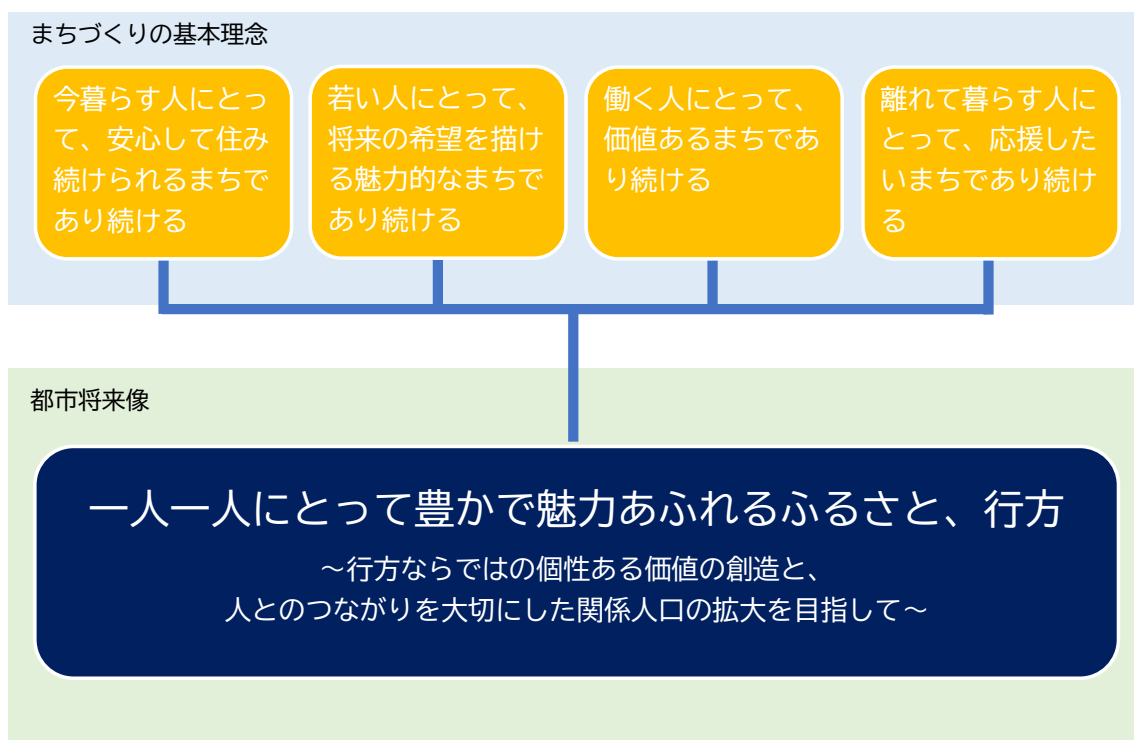 まちづくりの基本理念
今暮らす人にとっ
て、安心して住み
続けられるまちで
あり続ける
若い人にとって、
将来の希望を描け
る魅力的なまちで
あり続ける
働く人にとって、
価値あるまちであ
り続ける
離れて暮らす人に
とって、応援した
いまちであり続け
る
都市将来像
一人一人にとって豊かで魅力あふれるふるさと、行方
～行方ならではの個性ある価値の創造と、
人とのつながりを大切にした関係人口の拡大を目指して～